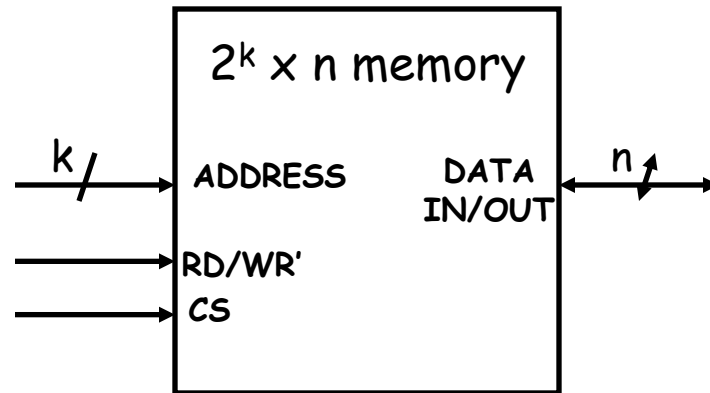 2ᵏ x n memory
k
ADDRESS
DATA
IN/OUT
n
RD/WR'
CS